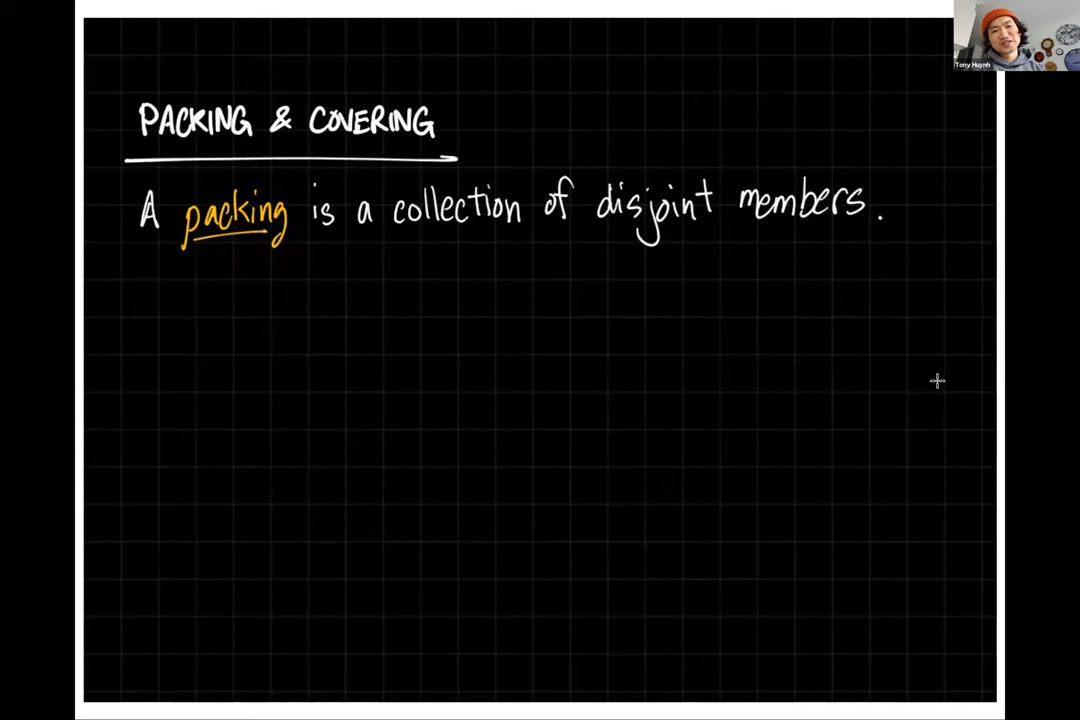 Tony Huynh
PACKING & COVERING
A packing is a collection of disjoint members.